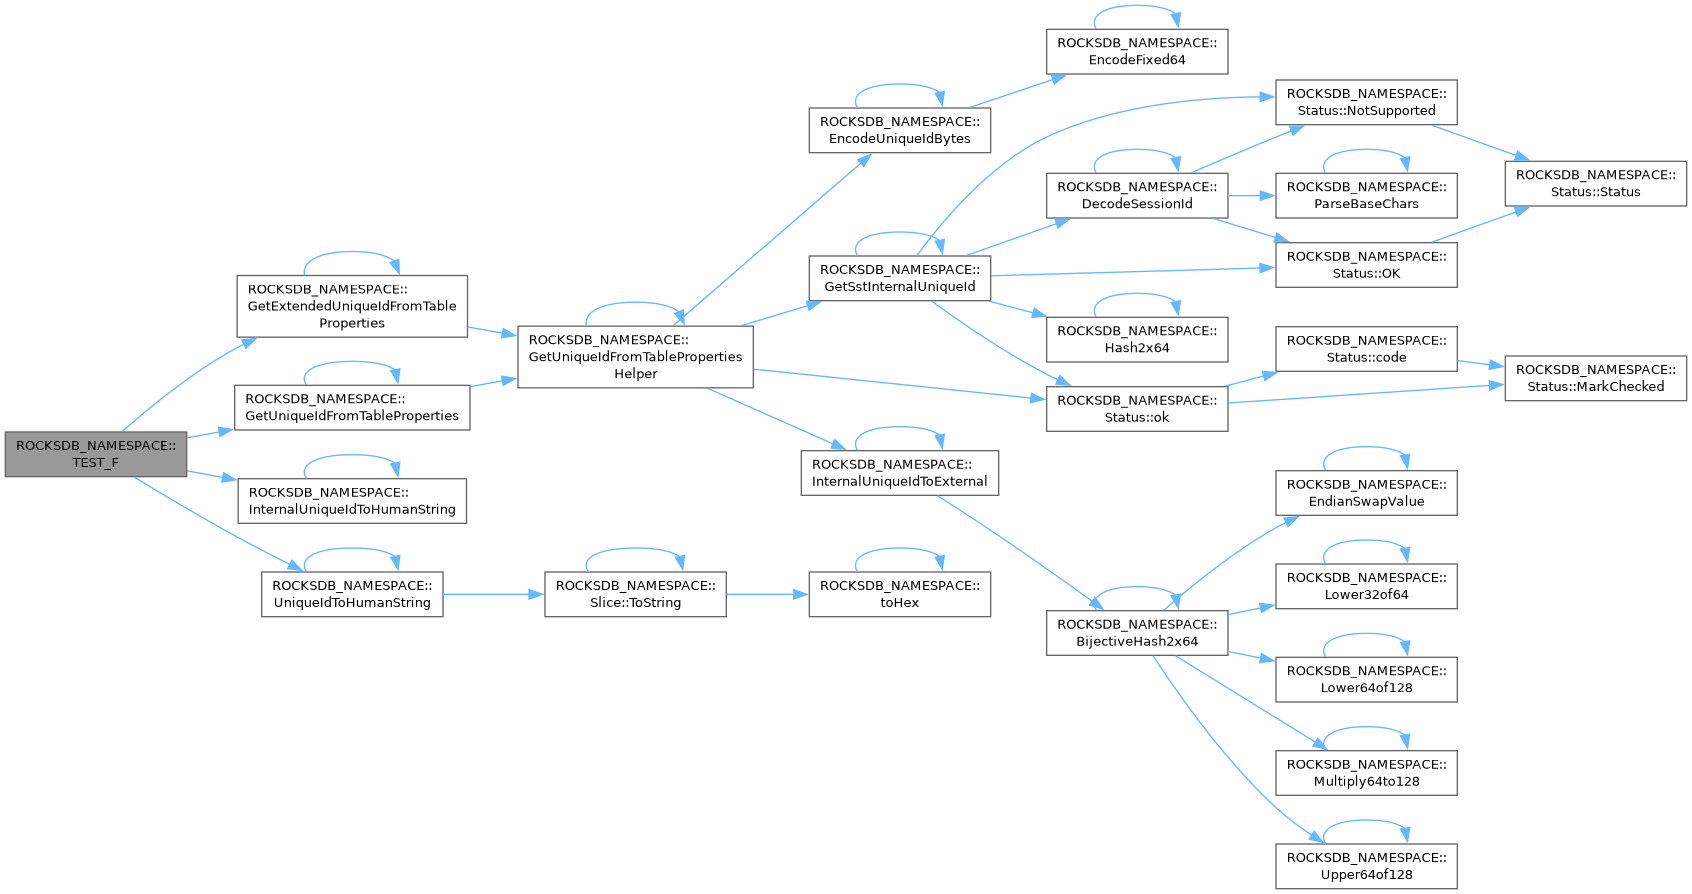 ROCKSDB_NAMESPACE::
TEST_F
ROCKSDB_NAMESPACE::
GetExtendedUniqueIdFromTable
Properties
ROCKSDB_NAMESPACE::
GetUniqueIdFromTableProperties
ROCKSDB_NAMESPACE::
InternalUniqueIdToHumanString
ROCKSDB_NAMESPACE::
UniqueIdToHumanString
ROCKSDB_NAMESPACE::
GetUniqueIdFromTableProperties
Helper
ROCKSDB_NAMESPACE::
Slice::ToString
ROCKSDB_NAMESPACE::
EncodeUniqueIdBytes
ROCKSDB_NAMESPACE::
GetSstInternalUniqueId
ROCKSDB_NAMESPACE::
InternalUniqueIdToExternal
ROCKSDB_NAMESPACE::
toHex
ROCKSDB_NAMESPACE::
EncodeFixed64
ROCKSDB_NAMESPACE::
DecodeSessionId
ROCKSDB_NAMESPACE::
Hash2x64
ROCKSDB_NAMESPACE::
Status::ok
ROCKSDB_NAMESPACE::
BijectiveHash2x64
ROCKSDB_NAMESPACE::
Status::NotSupported
ROCKSDB_NAMESPACE::
ParseBaseChars
ROCKSDB_NAMESPACE::
Status::OK
ROCKSDB_NAMESPACE::
Status::code
ROCKSDB_NAMESPACE::
EndianSwapValue
ROCKSDB_NAMESPACE::
Lower32of64
ROCKSDB_NAMESPACE::
Lower64of128
ROCKSDB_NAMESPACE::
Multiply64to128
ROCKSDB_NAMESPACE::
Upper64of128
ROCKSDB_NAMESPACE::
Status::Status
ROCKSDB_NAMESPACE::
Status::MarkChecked